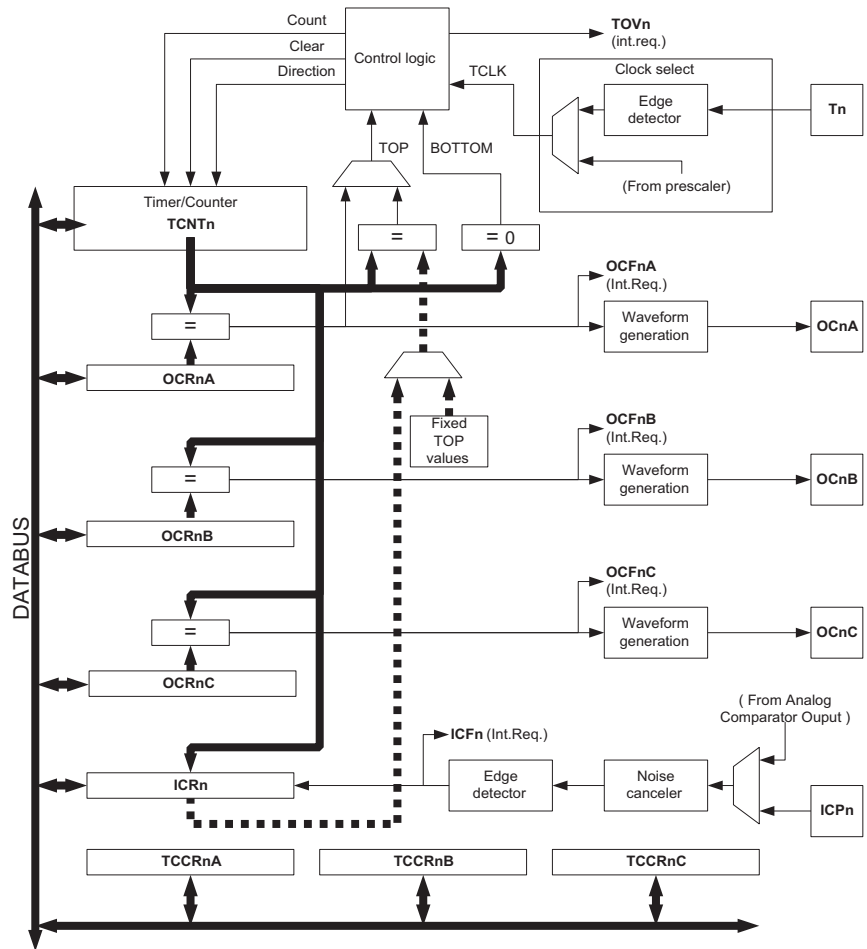 Count
Clear
Direction
Control logic
TOVn
(int.req.)
TCLK
Clock select
Edge
detector
Tn
(From prescaler)
TOP
BOTTOM
Timer/Counter
TCNTn
=
= 0
=
OCRnA
OCFnA
(Int.Req.)
Waveform
generation
OCnA
Fixed
TOP
values
=
OCRnB
OCFnB
(Int.Req.)
Waveform
generation
OCnB
DATABUS
=
OCRnC
OCFnC
(Int.Req.)
Waveform
generation
OCnC
( From Analog
Comparator Ouput )
ICFn (Int.Req.)
ICRn
Edge
detector
Noise
canceler
ICPn
TCCRnA
TCCRnB
TCCRnC